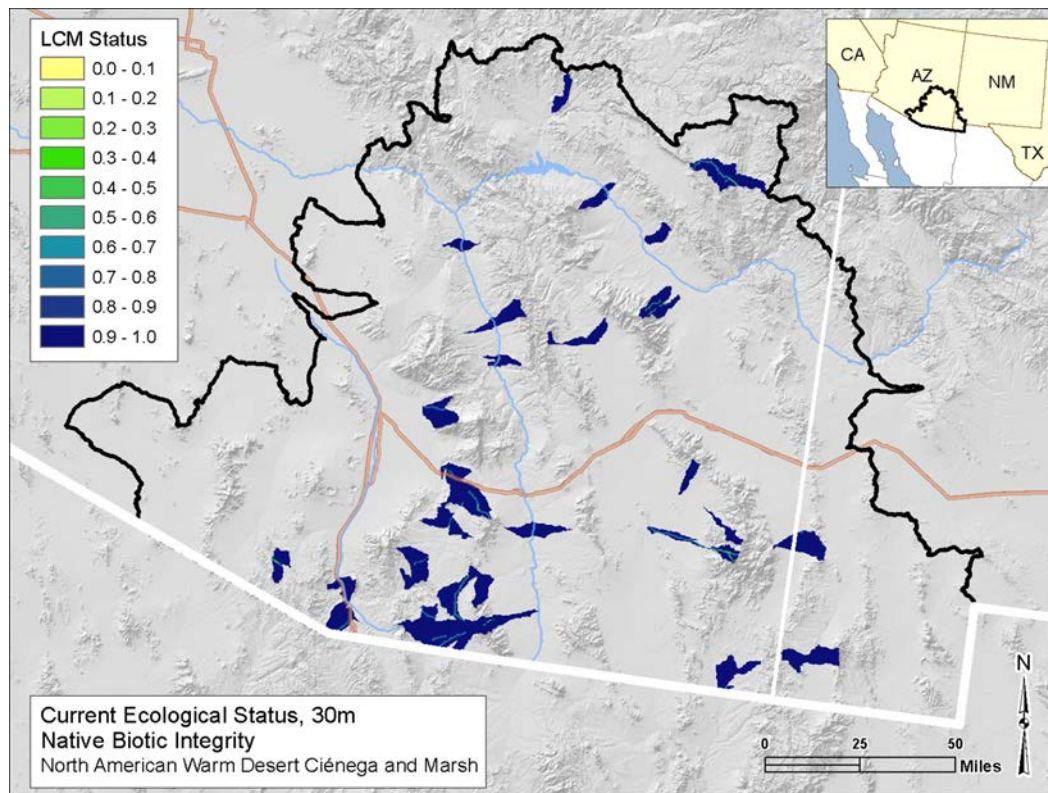 LCM Status
0.0 - 0.1
0.1 - 0.2
0.2 - 0.3
0.3 - 0.4
0.4 - 0.5
0.5 - 0.6
0.6 - 0.7
0.7 - 0.8
0.8 - 0.9
0.9 - 1.0
CA
AZ
NM
TX
Current Ecological Status, 30m
Native Biotic Integrity
North American Warm Desert Ciénega and Marsh
N
0 25 50
Miles